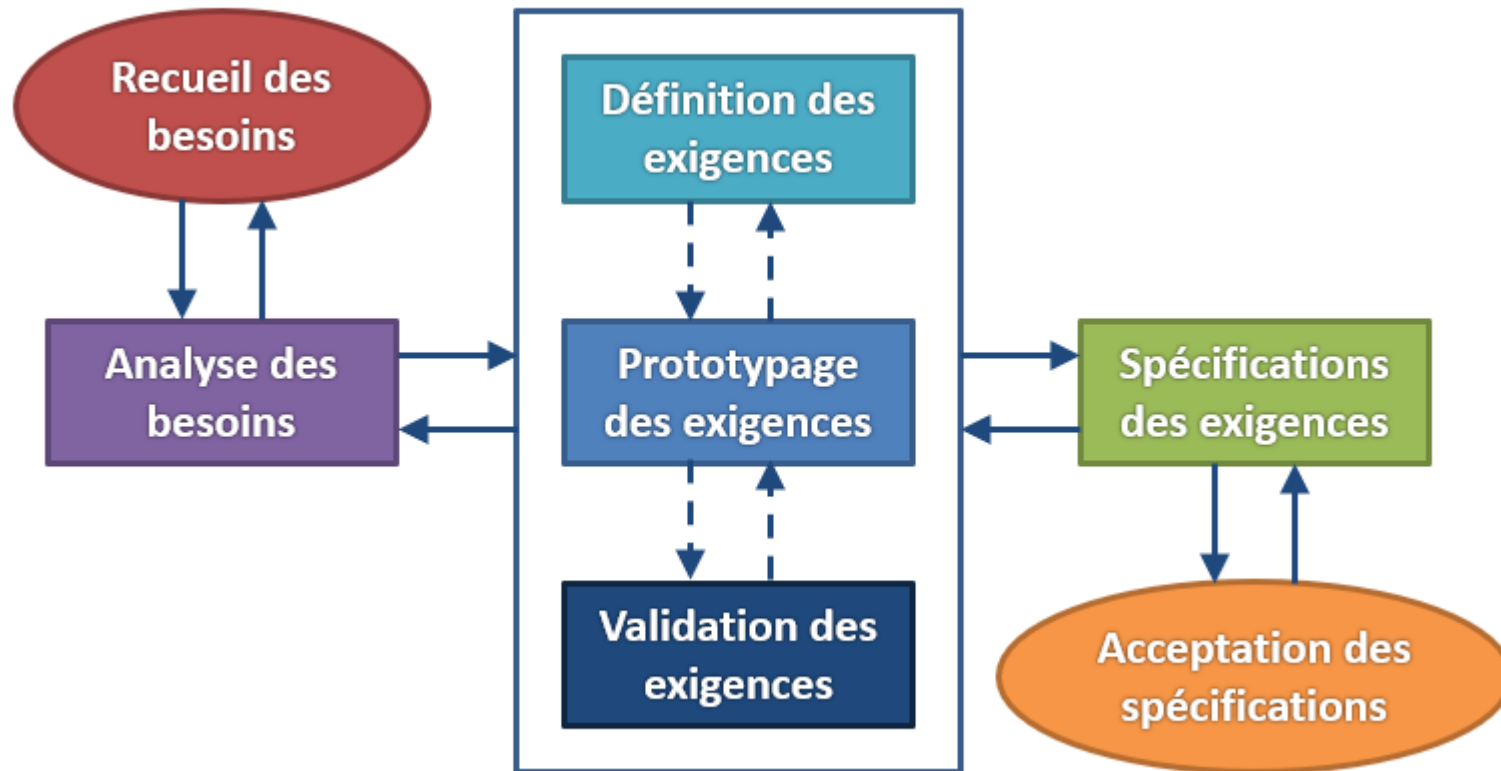 Recueil des
besoins
Analyse des
besoins
Définition des
exigences
Prototypage
des exigences
Validation des
exigences
Spécifications
des exigences
Acceptation des
spécifications